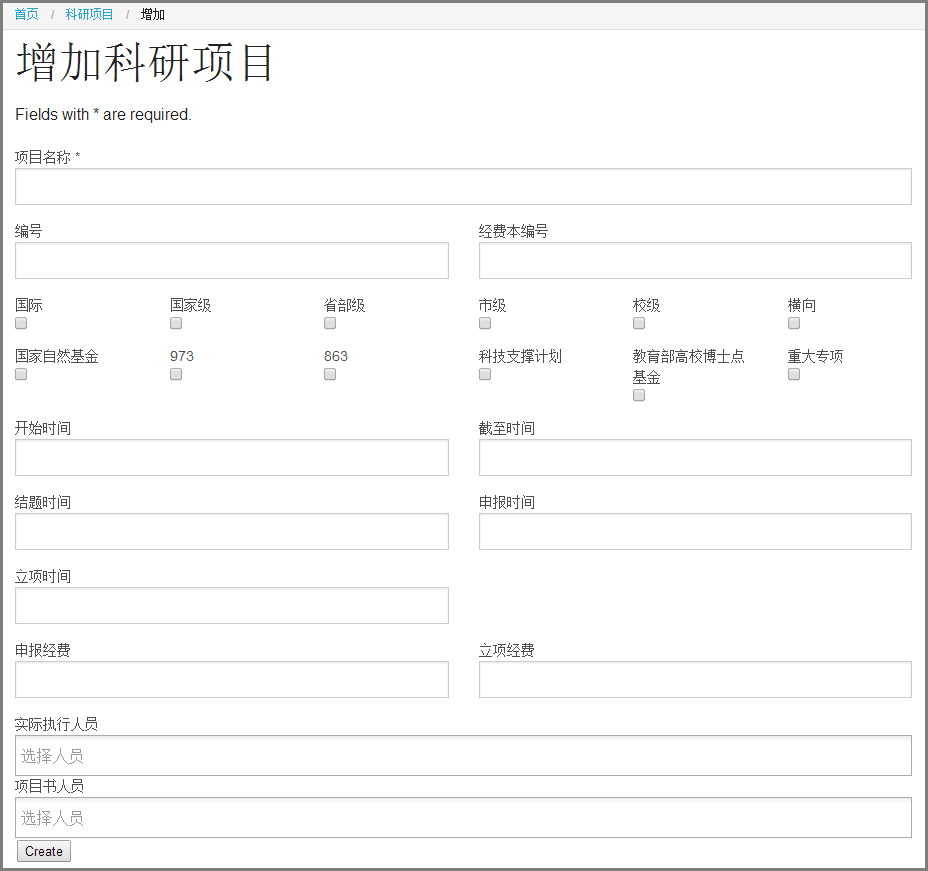 首页 / 科研项目 / 增加
增加科研项目
Fields with * are required.
项目名称 *
编号 经费本编号
国际 国家级 省部级 市级 校级 横向
国家自然基金 973 863 科技支撑计划 教育部高校博士点 重大专项
基金
开始时间 截至时间
结题时间 申报时间
立项时间
申报经费 立项经费
实际执行人员
选择人员
项目书人员
选择人员
Create